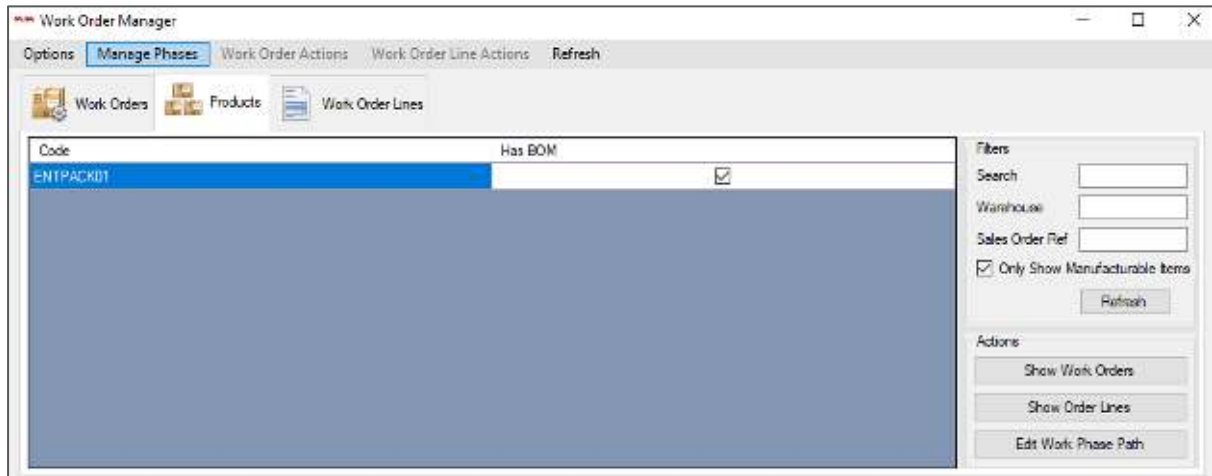 Work Order Manager
Options Manage Phases Work Order Actions Work Order Line Actions Refresh
Work Orders Products Work Order Lines
Code Has BOM
ENTPACK01
Filters
Search
Warehouse
Sales Order Ref
Only Show Manufacturable Items
Refresh
Actions
Show Work Orders
Show Order Lines
Edit Work Phase Path